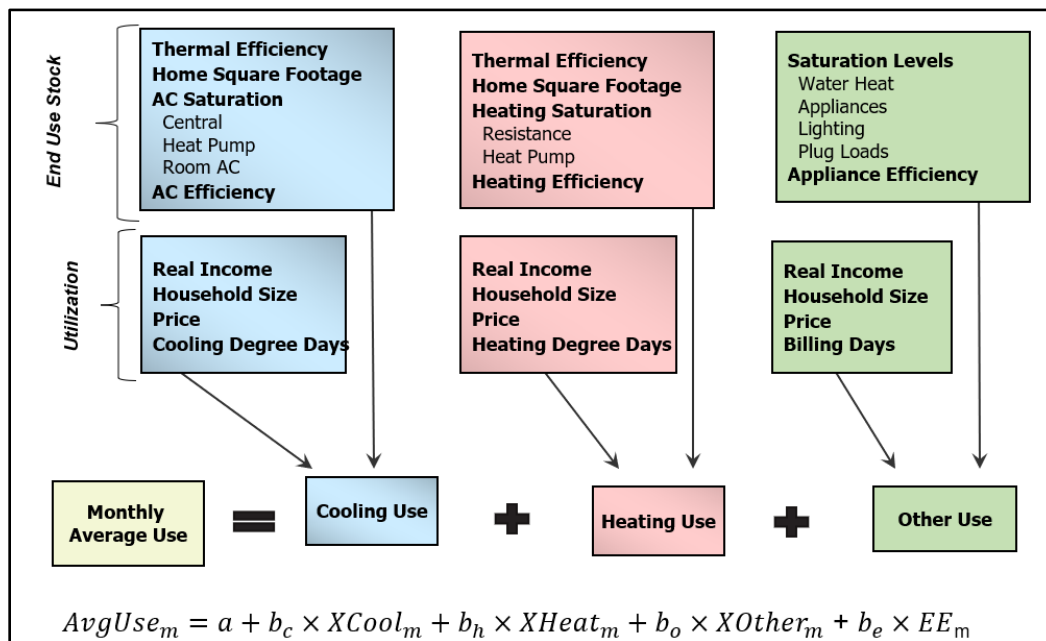 End Use Stock
Thermal Efficiency
Home Square Footage
AC Saturation
Central
Heat Pump
Room AC
AC Efficiency
Thermal Efficiency
Home Square Footage
Heating Saturation
Resistance
Heat Pump
Heating Efficiency
Saturation Levels
Water Heat
Appliances
Lighting
Plug Loads
Appliance Efficiency
Utilization
Real Income
Household Size
Price
Cooling Degree Days
Real Income
Household Size
Price
Heating Degree Days
Real Income
Household Size
Price
Billing Days
Monthly
Average Use
=
Cooling Use
+
Heating Use
+
Other Use
AvgUse_m = a + b_c × XCool_m + b_h × XHeat_m + b_o × XOther_m + b_e × EE_m